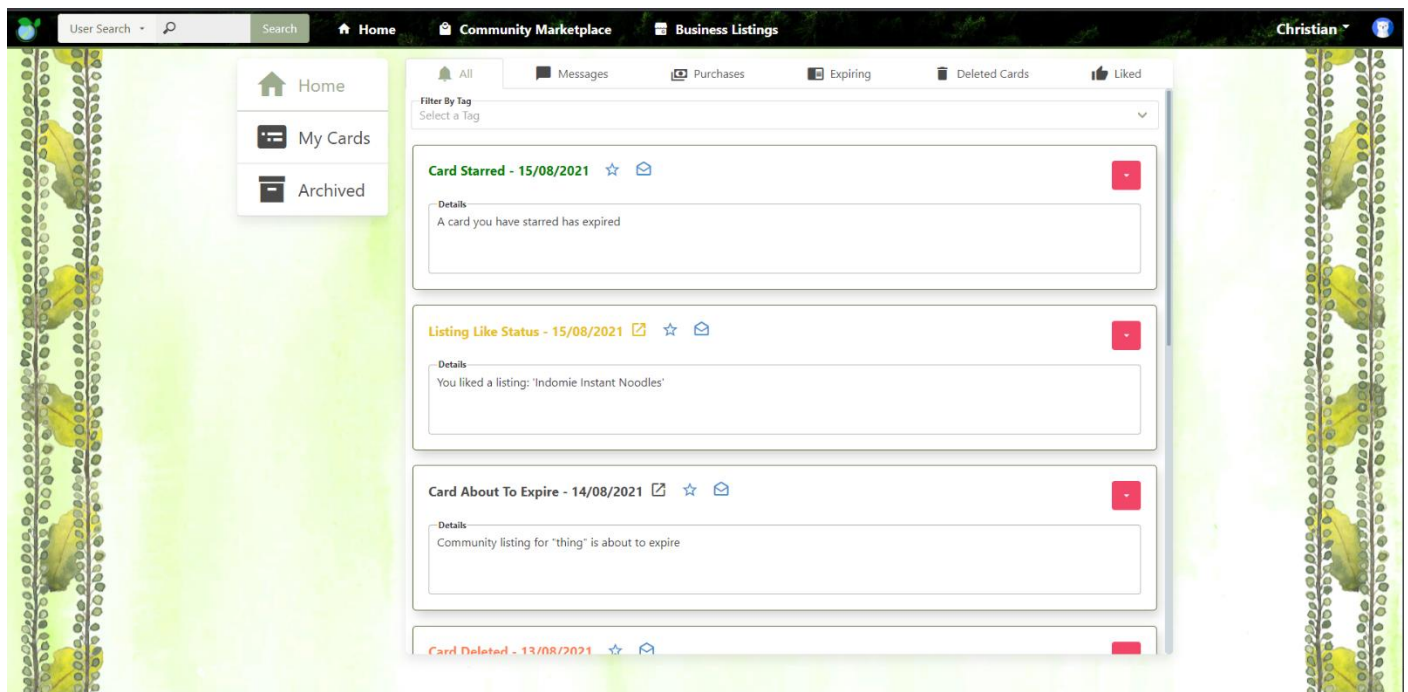 User Search Search Home Community Marketplace Business Listings Christian
Home
My Cards
Archived
All Messages Purchases Expiring Deleted Cards Liked
Filter By Tag
Select a Tag
Card Starred - 15/08/2021
Details
A card you have starred has expired
Listing Like Status - 15/08/2021
Details
You liked a listing: 'Indomie Instant Noodles'
Card About To Expire - 14/08/2021
Details
Community listing for "thing" is about to expire
Card Deleted - 13/08/2021